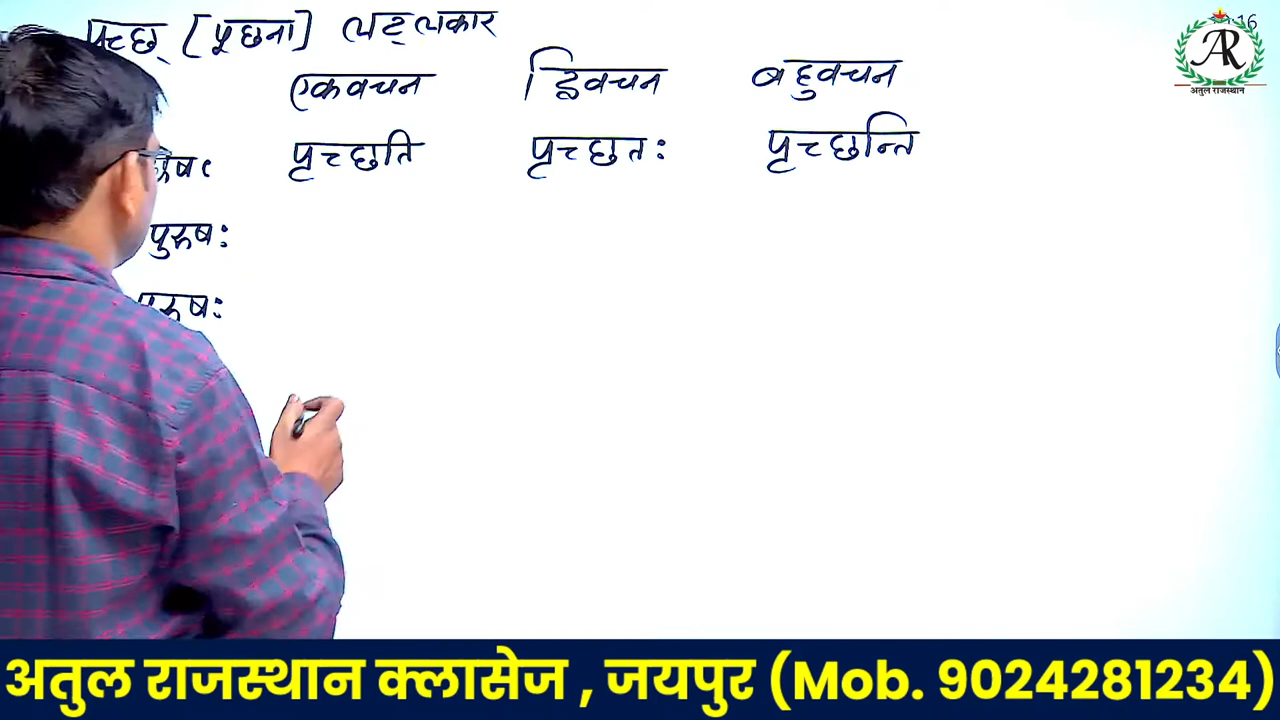 प्रच्छ् [पूछना] लट्लकार
एकवचन द्विवचन बहुवचन
पृच्छति पृच्छतः पृच्छन्ति
पुरुषः
पुरुषः
अतुल राजस्थान
अतुल राजस्थान क्लासेज , जयपुर (Mob. 9024281234)